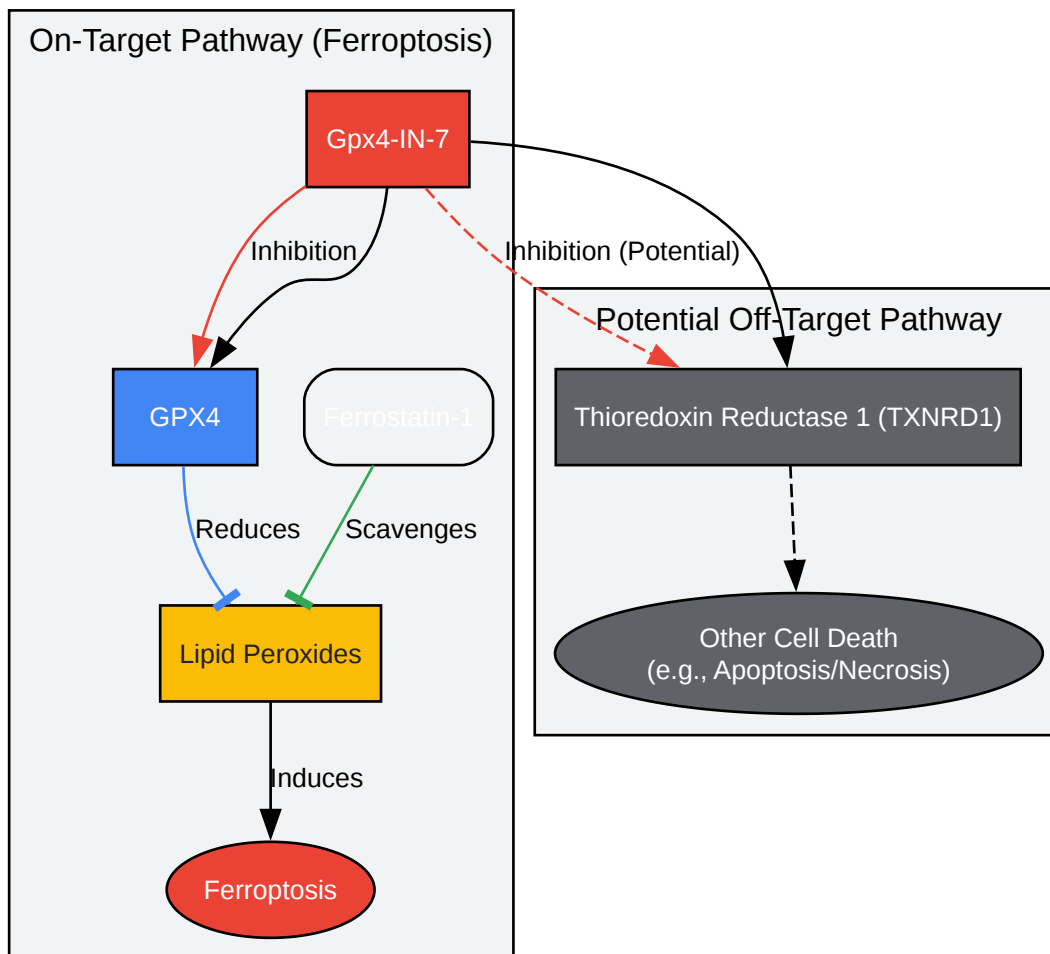 On-Target Pathway (Ferroptosis)
Gpx4-IN-7
Inhibition
Inhibition (Potential)
Potential Off-Target Pathway
GPX4
Ferrostatin-1
Thioredoxin Reductase 1 (TXNRD1)
Reduces
Scavenges
Lipid Peroxides
Other Cell Death
(e.g., Apoptosis/Necrosis)
Induces
Ferroptosis